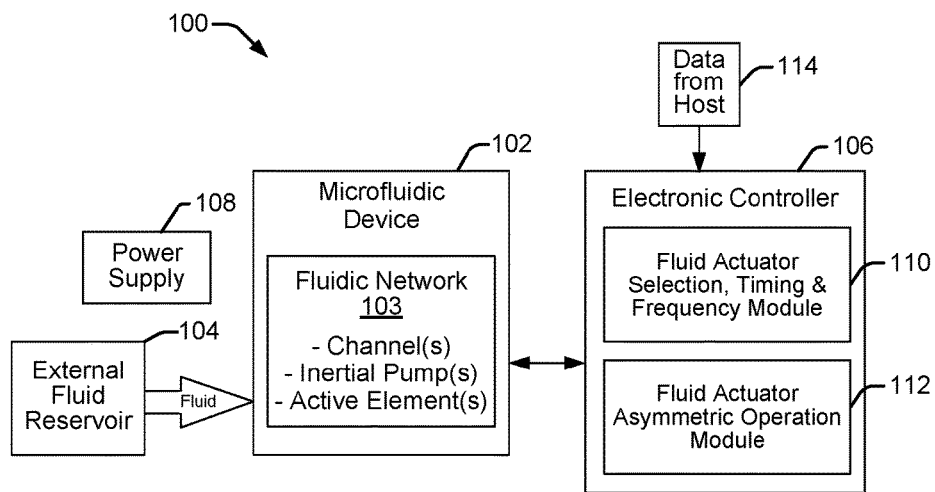 100
Data
from
Host
114
102
106
Microfluidic
Device
Electronic Controller
108
Power
Supply
Fluidic Network
103
- Channel(s)
- Inertial Pump(s)
- Active Element(s)
Fluid Actuator
Selection, Timing &
Frequency Module
110
104
External
Fluid
Reservoir
Fluid
Fluid Actuator
Asymmetric Operation
Module
112